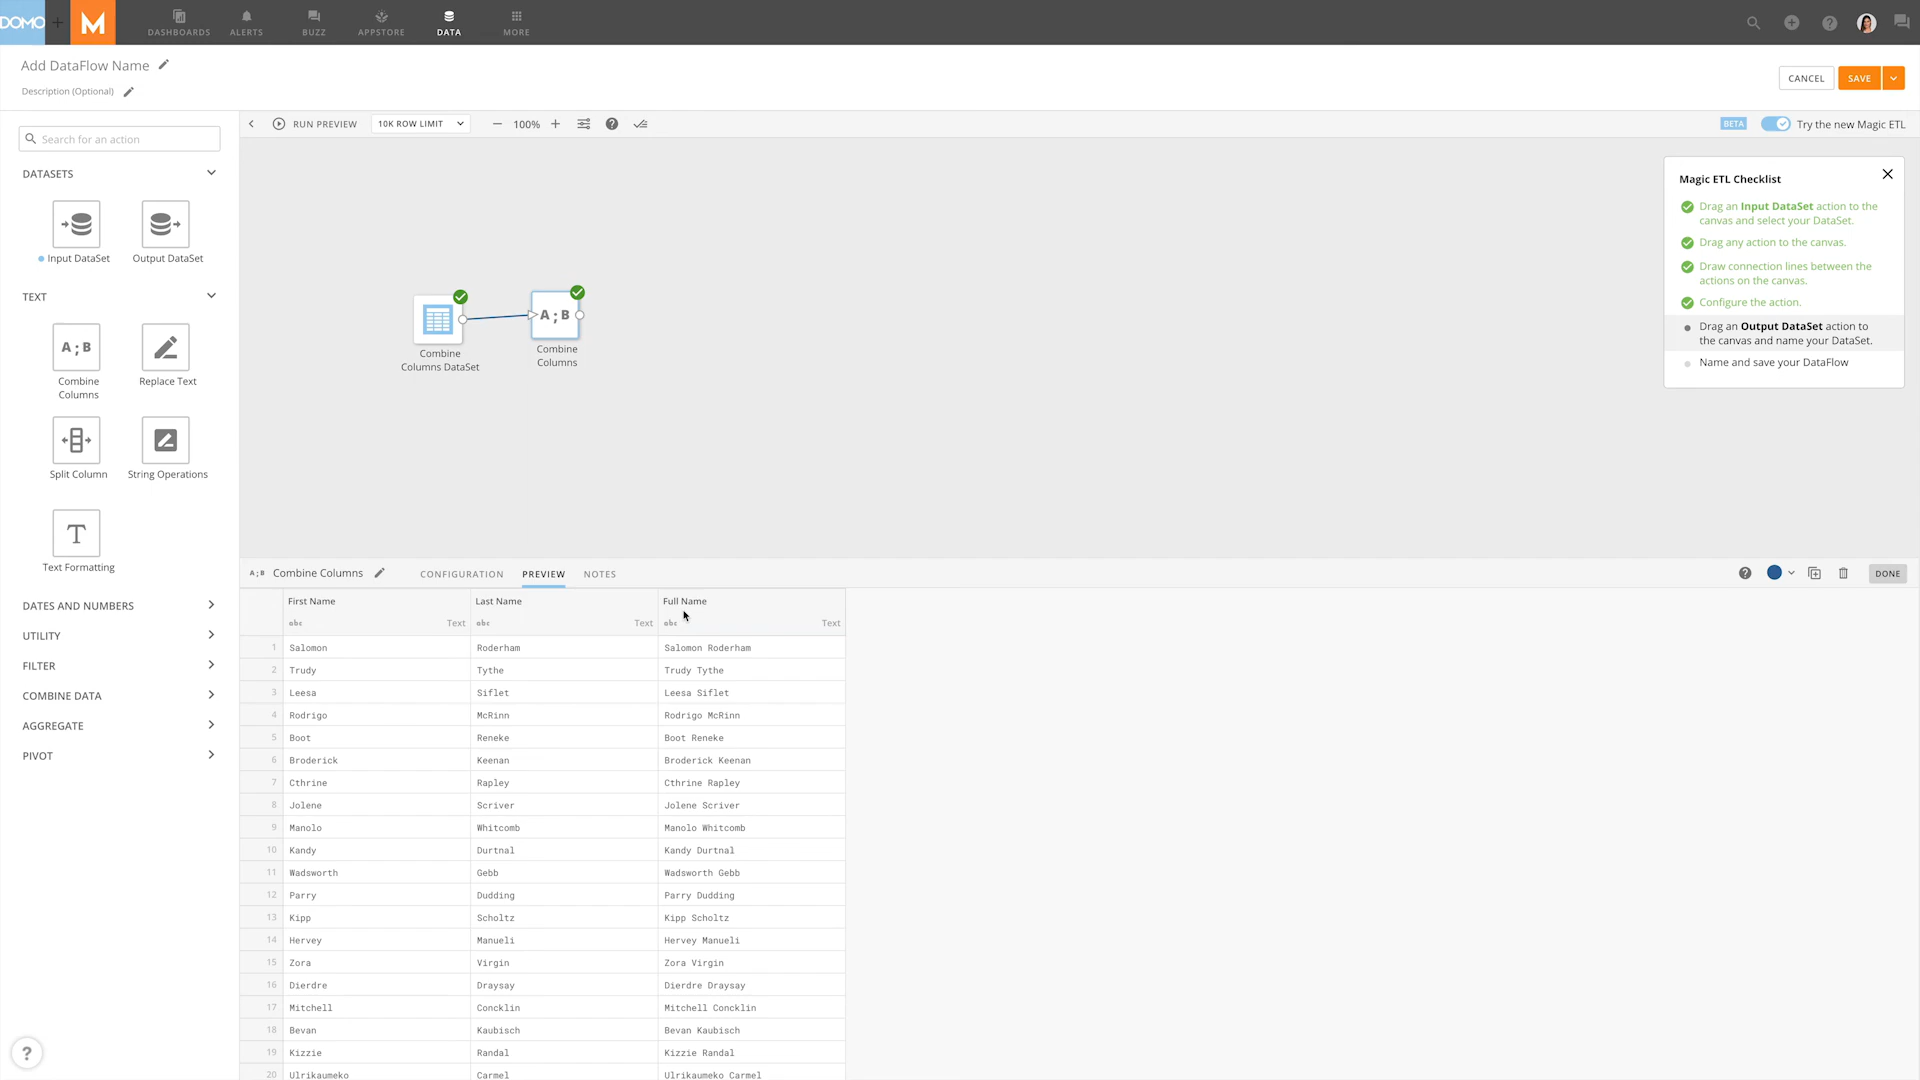 DOMO
M
DASHBOARDS
ALERTS
BUZZ
APPSTORE
DATA
MORE
Add DataFlow Name
Description (Optional)
CANCEL
SAVE
RUN PREVIEW
10K ROW LIMIT
100%
BETA
Try the new Magic ETL
Search for an action
DATASETS
Input DataSet
Output DataSet
TEXT
A;B
Combine
Columns
Replace Text
Split Column
String Operations
T
Text Formatting
DATES AND NUMBERS
UTILITY
FILTER
COMBINE DATA
AGGREGATE
PIVOT
?
Combine
Columns DataSet
A;B
Combine
Columns
Magic ETL Checklist
Drag an Input DataSet action to the
canvas and select your DataSet.
Drag any action to the canvas.
Draw connection lines between the
actions on the canvas.
Configure the action.
Drag an Output DataSet action to
the canvas and name your DataSet.
Name and save your DataFlow
A;B Combine Columns
CONFIGURATION
PREVIEW
NOTES
DONE
First Name Last Name Full Name
abc Text abc Text abc Text
1 Salomon Roderham Salomon Roderham
2 Trudy Tythe Trudy Tythe
3 Leesa Siflet Leesa Siflet
4 Rodrigo McRinn Rodrigo McRinn
5 Boot Reneke Boot Reneke
6 Broderick Keenan Broderick Keenan
7 Cthrine Rapley Cthrine Rapley
8 Jolene Scriver Jolene Scriver
9 Manolo Whitcomb Manolo Whitcomb
10 Kandy Durtnal Kandy Durtnal
11 Wadsworth Gebb Wadsworth Gebb
12 Parry Dudding Parry Dudding
13 Kipp Scholtz Kipp Scholtz
14 Hervey Manueli Hervey Manueli
15 Zora Virgin Zora Virgin
16 Dierdre Draysay Dierdre Draysay
17 Mitchell Concklin Mitchell Concklin
18 Bevan Kaubisch Bevan Kaubisch
19 Kizzie Randal Kizzie Randal
20 Ulrikaumeko Carmel Ulrikaumeko Carmel